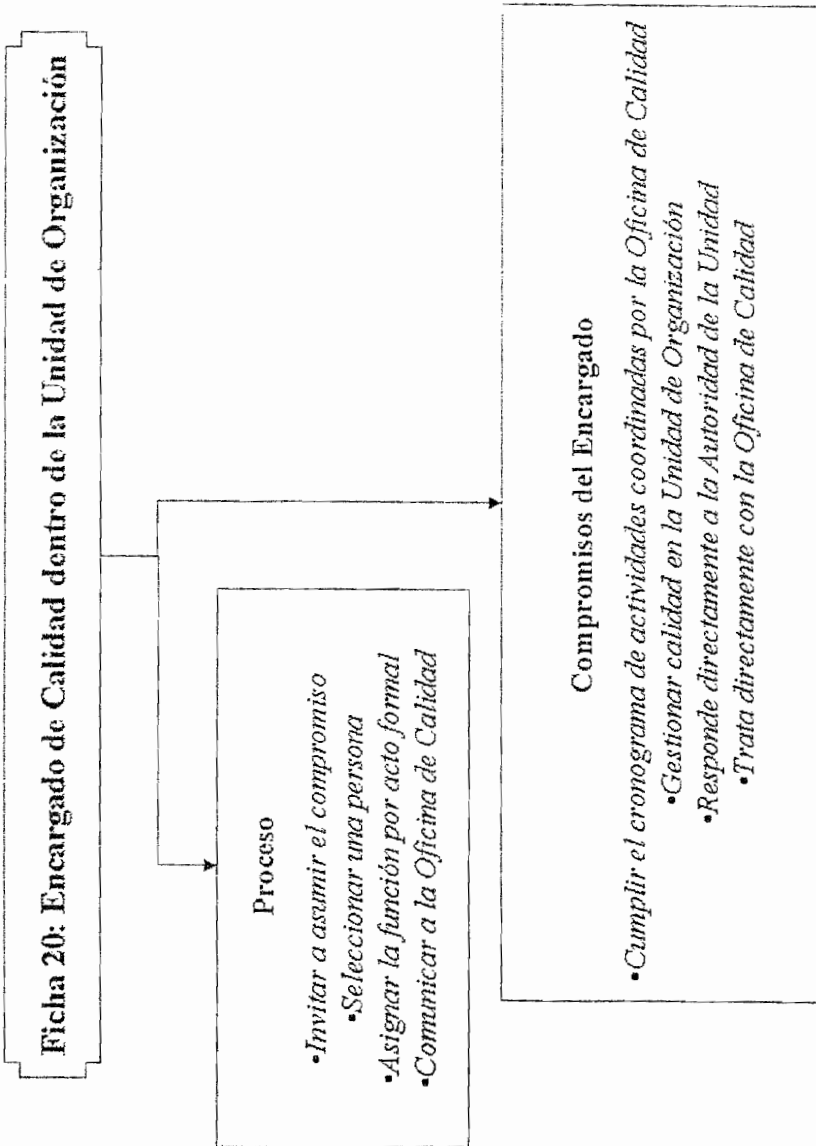 Ficha 20: Encargado de Calidad dentro de la Unidad de Organización
Proceso
•Invitar a asumir el compromiso
•Seleccionar una persona
•Asignar la función por acto formal
•Comunicar a la Oficina de Calidad
Compromisos del Encargado
•Cumplir el cronograma de actividades coordinadas por la Oficina de Calidad
•Gestionar calidad en la Unidad de Organización
•Responde directamente a la Autoridad de la Unidad
•Trata directamente con la Oficina de Calidad